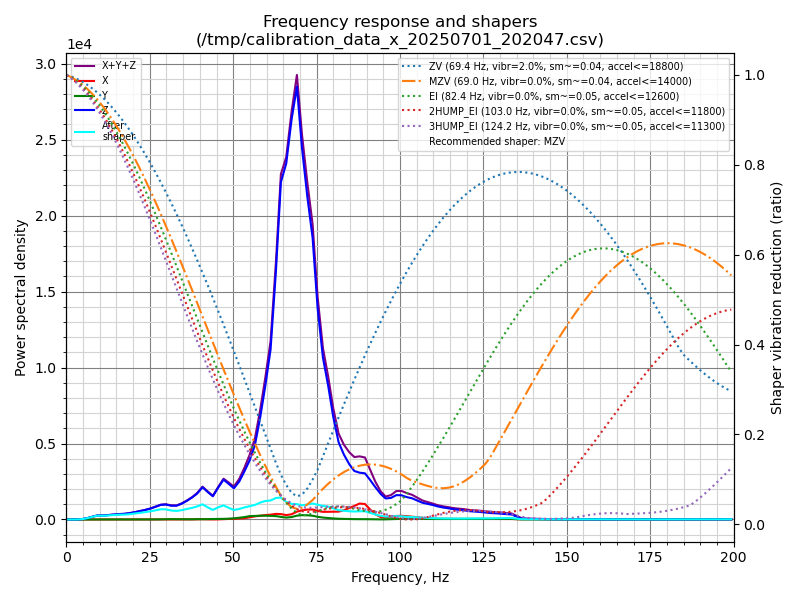 Frequency response and shapers
(/tmp/calibration_data_x_20250701_202047.csv)
1e4
3.0
2.5
2.0
1.5
1.0
0.5
0.0
Power spectral density
X+Y+Z
X
Y
Z
After
shaper
ZV (69.4 Hz, vibr=2.0%, sm~=0.04, accel<=18800)
MZV (69.0 Hz, vibr=0.0%, sm~=0.04, accel<=14000)
EI (82.4 Hz, vibr=0.0%, sm~=0.05, accel<=12600)
2HUMP_EI (103.0 Hz, vibr=0.0%, sm~=0.05, accel<=11800)
3HUMP_EI (124.2 Hz, vibr=0.0%, sm~=0.05, accel<=11300)
Recommended shaper: MZV
1.0
0.8
0.6
0.4
0.2
0.0
Shaper vibration reduction (ratio)
0 25 50 75 100 125 150 175 200
Frequency, Hz